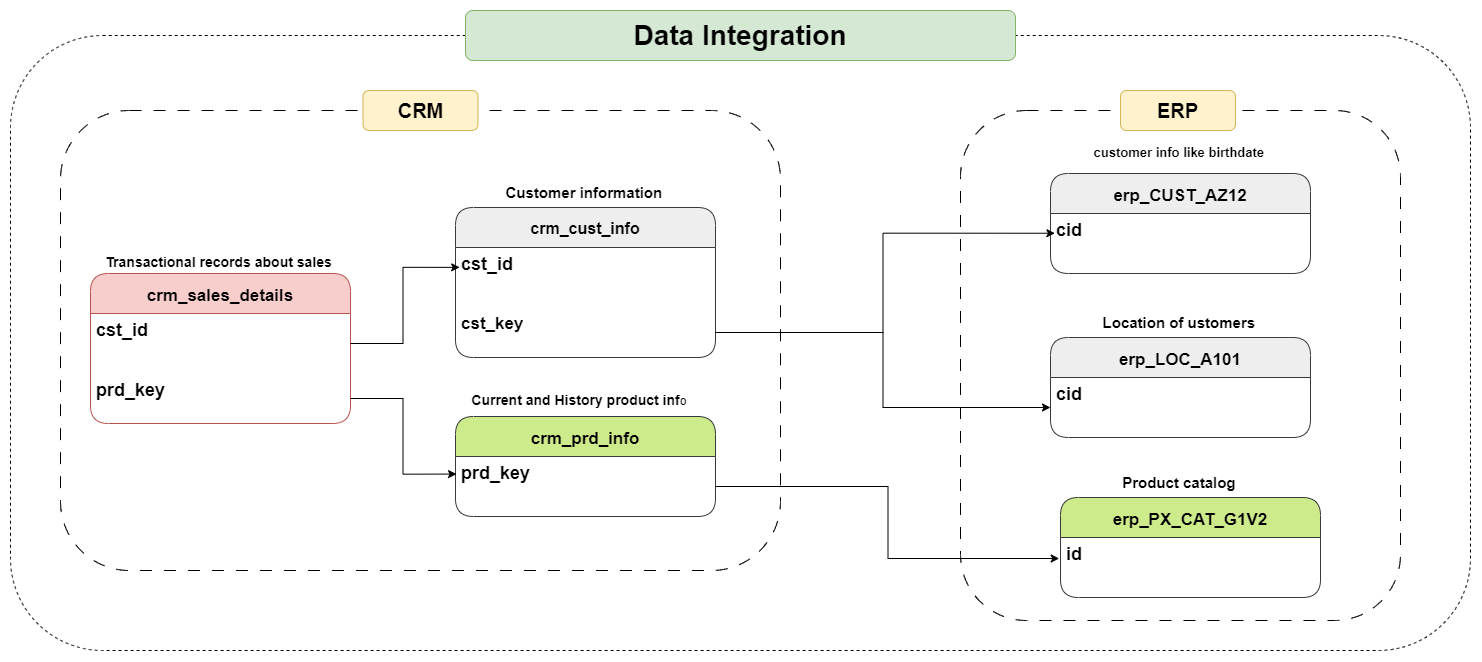 Data Integration
CRM
ERP
customer info like birthdate
erp_CUST_AZ12
cid
Customer information
crm_cust_info
cst_id
cst_key
Transactional records about sales
crm_sales_details
cst_id
prd_key
Location of ustomers
erp_LOC_A101
cid
Current and History product info
crm_prd_info
prd_key
Product catalog
erp_PX_CAT_G1V2
id